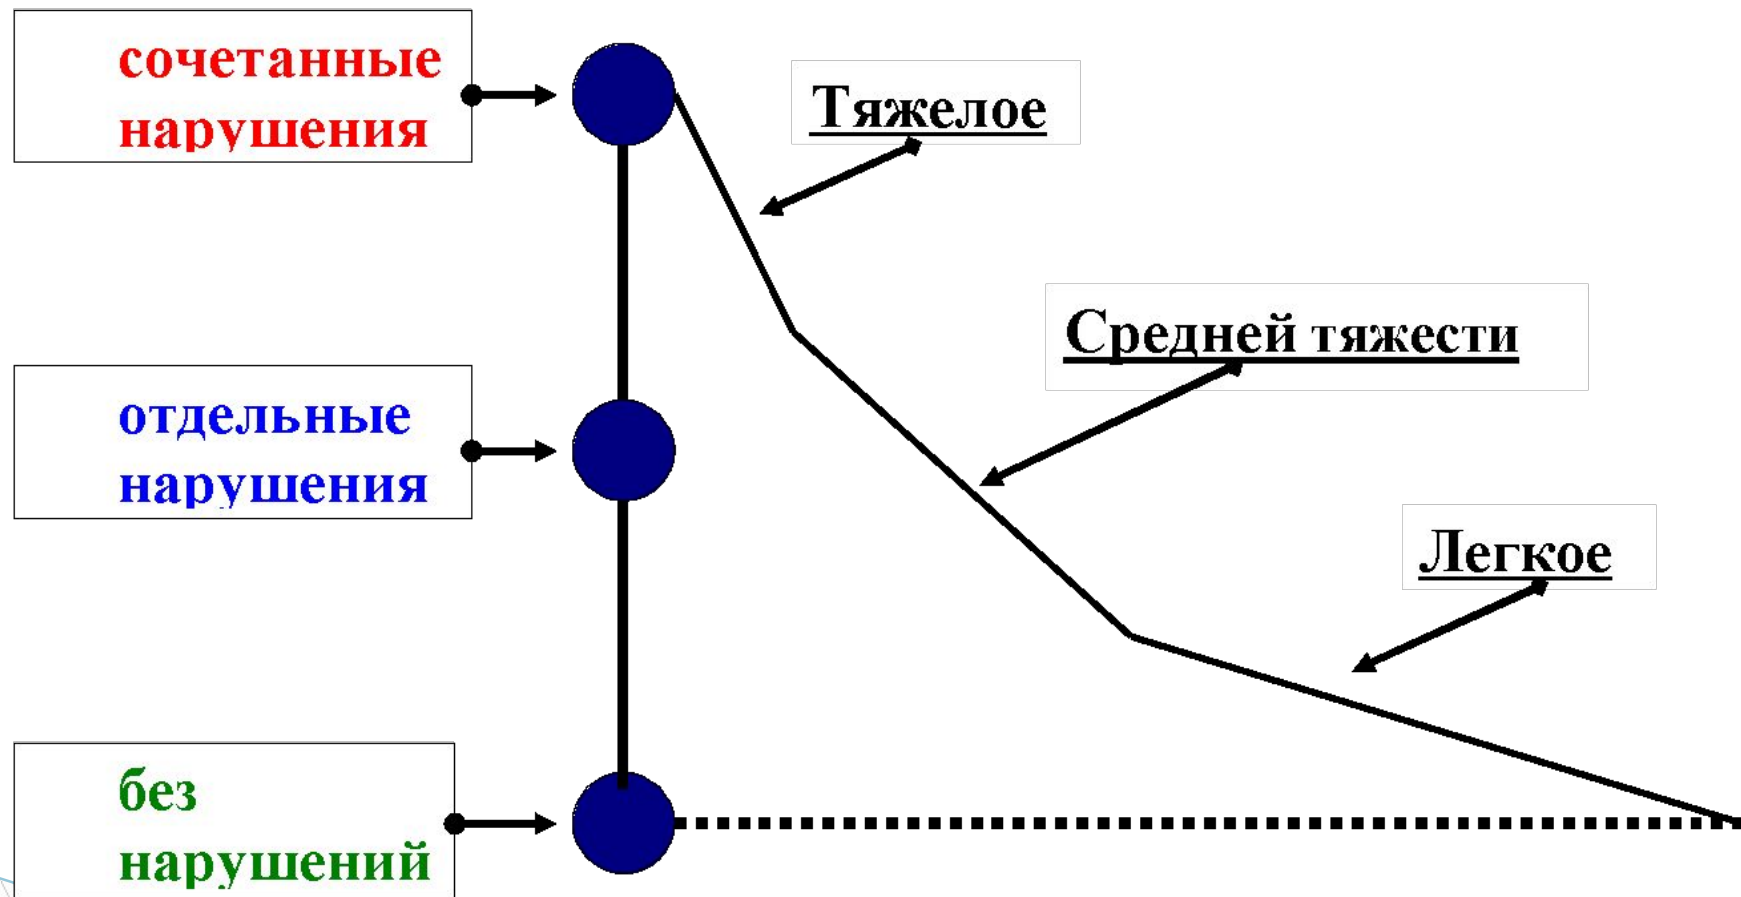 сочетанные
нарушения
Тяжелое
Средней тяжести
отдельные
нарушения
Легкое
без
нарушений